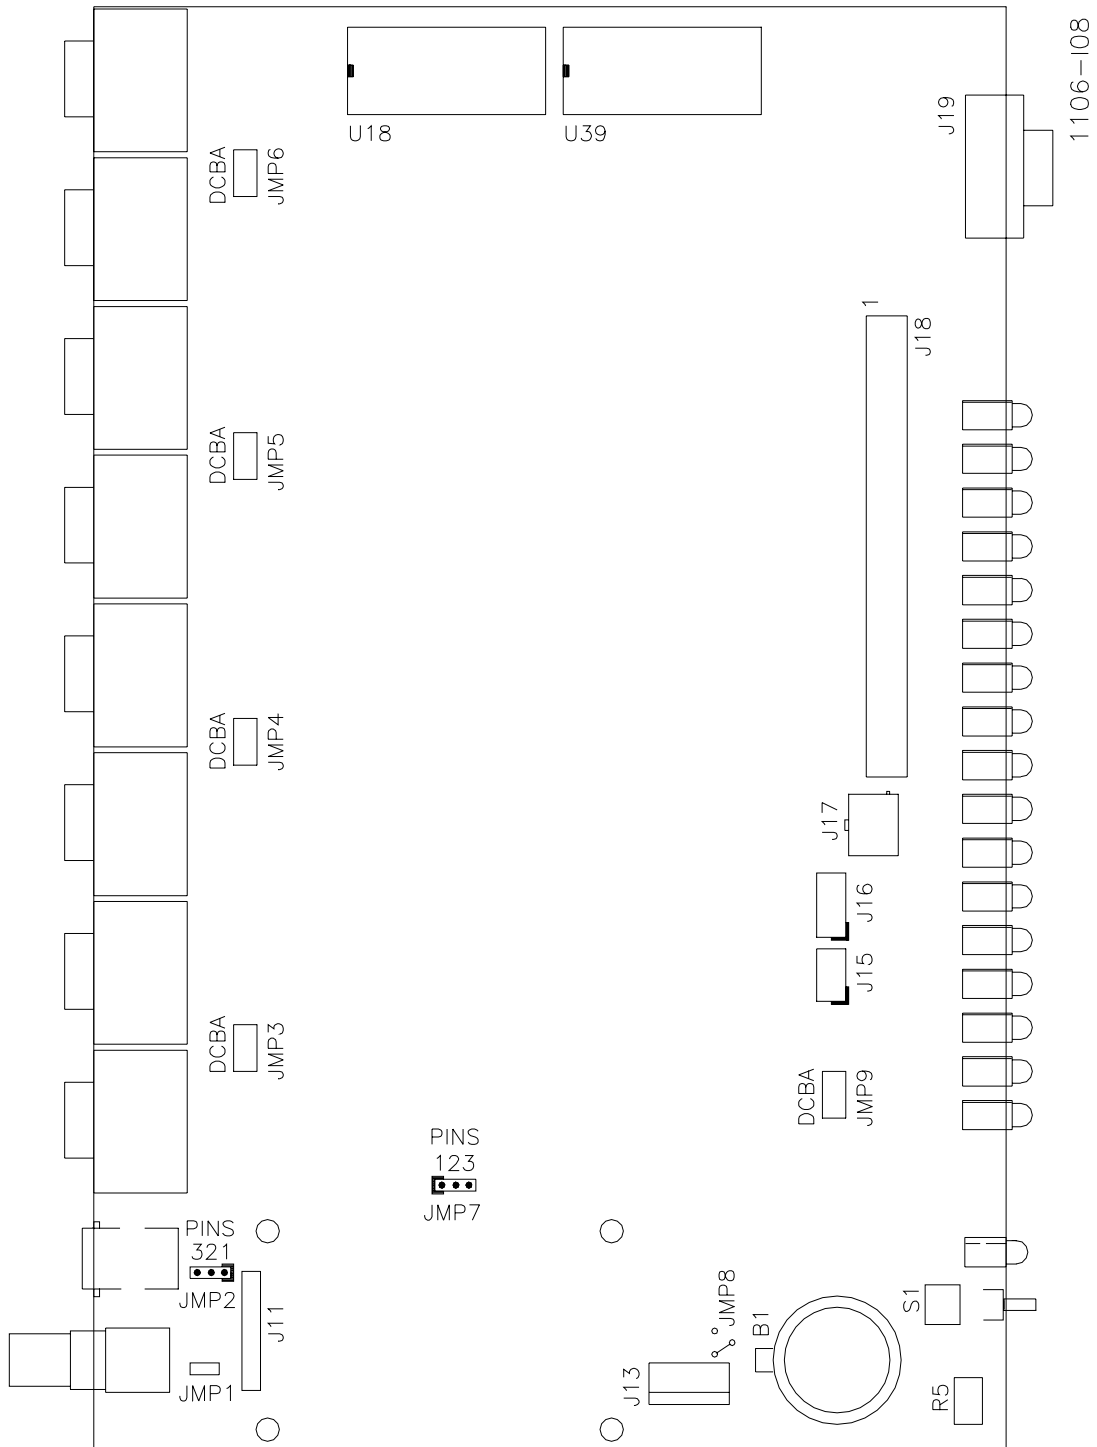 1106-I08
U18
U39
J19
DCBA
JMP6
1
J18
DCBA
JMP5
DCBA
JMP4
J17
J16
J15
DCBA
JMP3
DCBA
JMP9
PINS
123
JMP7
PINS
321
JMP2
J11
JMP1
JMP8
B1
J13
S1
R5